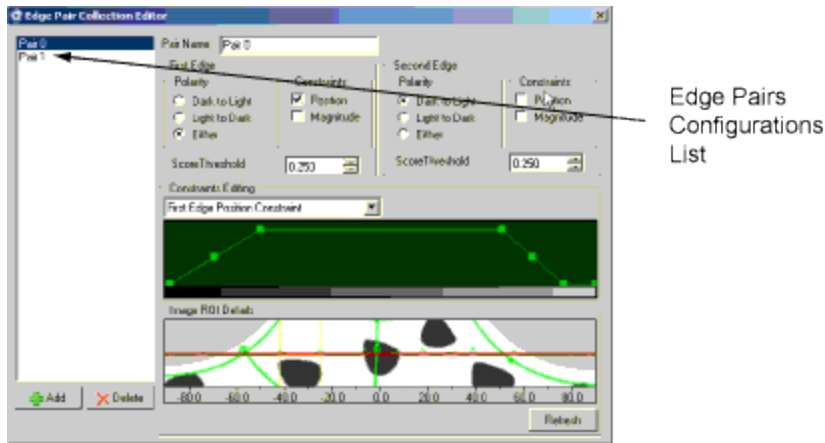 Edge Pair Collection Editor
Pair 0
Pair 1
Pair Name Pair 0
First Edge
Polarity
Dark to Light
Light to Dark
Either
Constraints
Position
Magnitude
ScoreThreshold 0.250
Second Edge
Polarity
Dark to Light
Light to Dark
Either
Constraints
Position
Magnitude
ScoreThreshold 0.250
Constraints Editing
First Edge Position Constraint
Image ROI Details
-80.0 -60.0 -40.0 -20.0 0.0 20.0 40.0 60.0 80.0
Add Delete
Refresh
Edge Pairs
Configurations
List